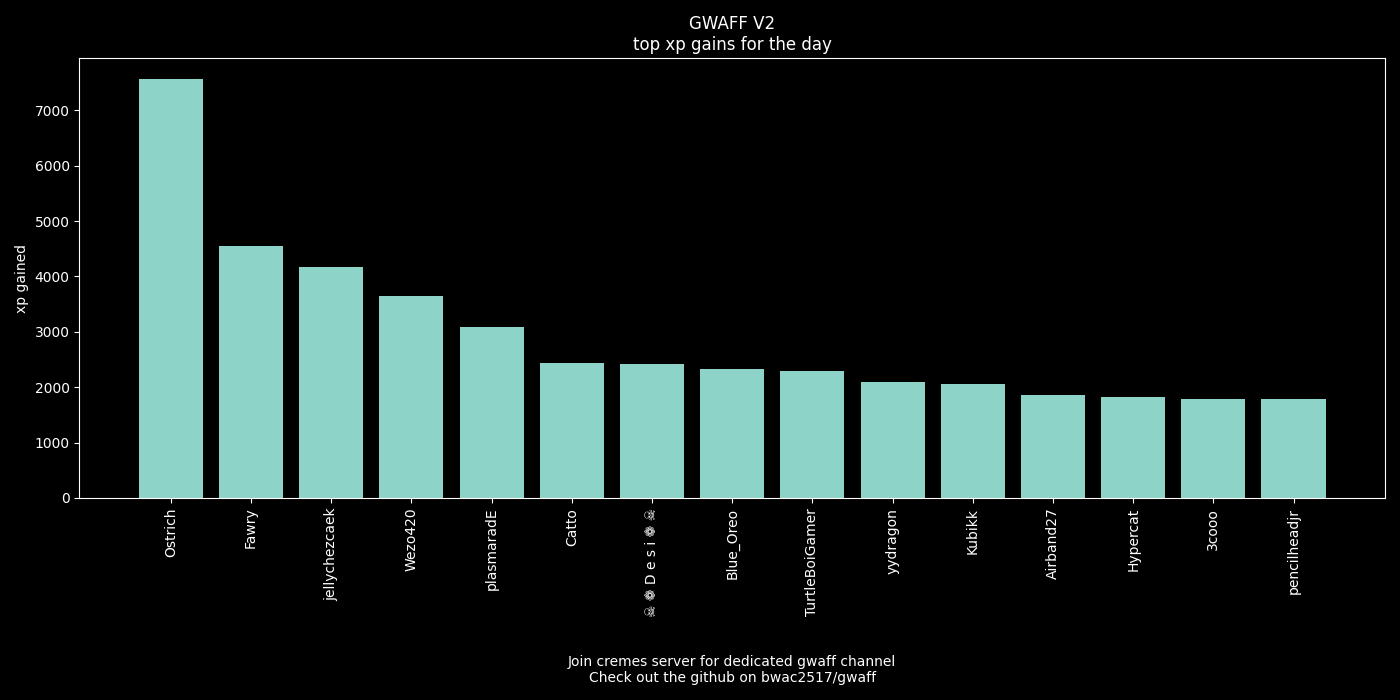 GWAFF V2
top xp gains for the day
xp gained
7000
6000
5000
4000
3000
2000
1000
0
Ostrich
Fawry
jellychezcaek
Wezo420
plasmaradE
Catto
☠ ❁ D e s i ❁ ☠
Blue_Oreo
TurtleBoiGamer
yydragon
Kubikk
Airband27
Hypercat
3cooo
pencilheadjr
Join cremes server for dedicated gwaff channel
Check out the github on bwac2517/gwaff